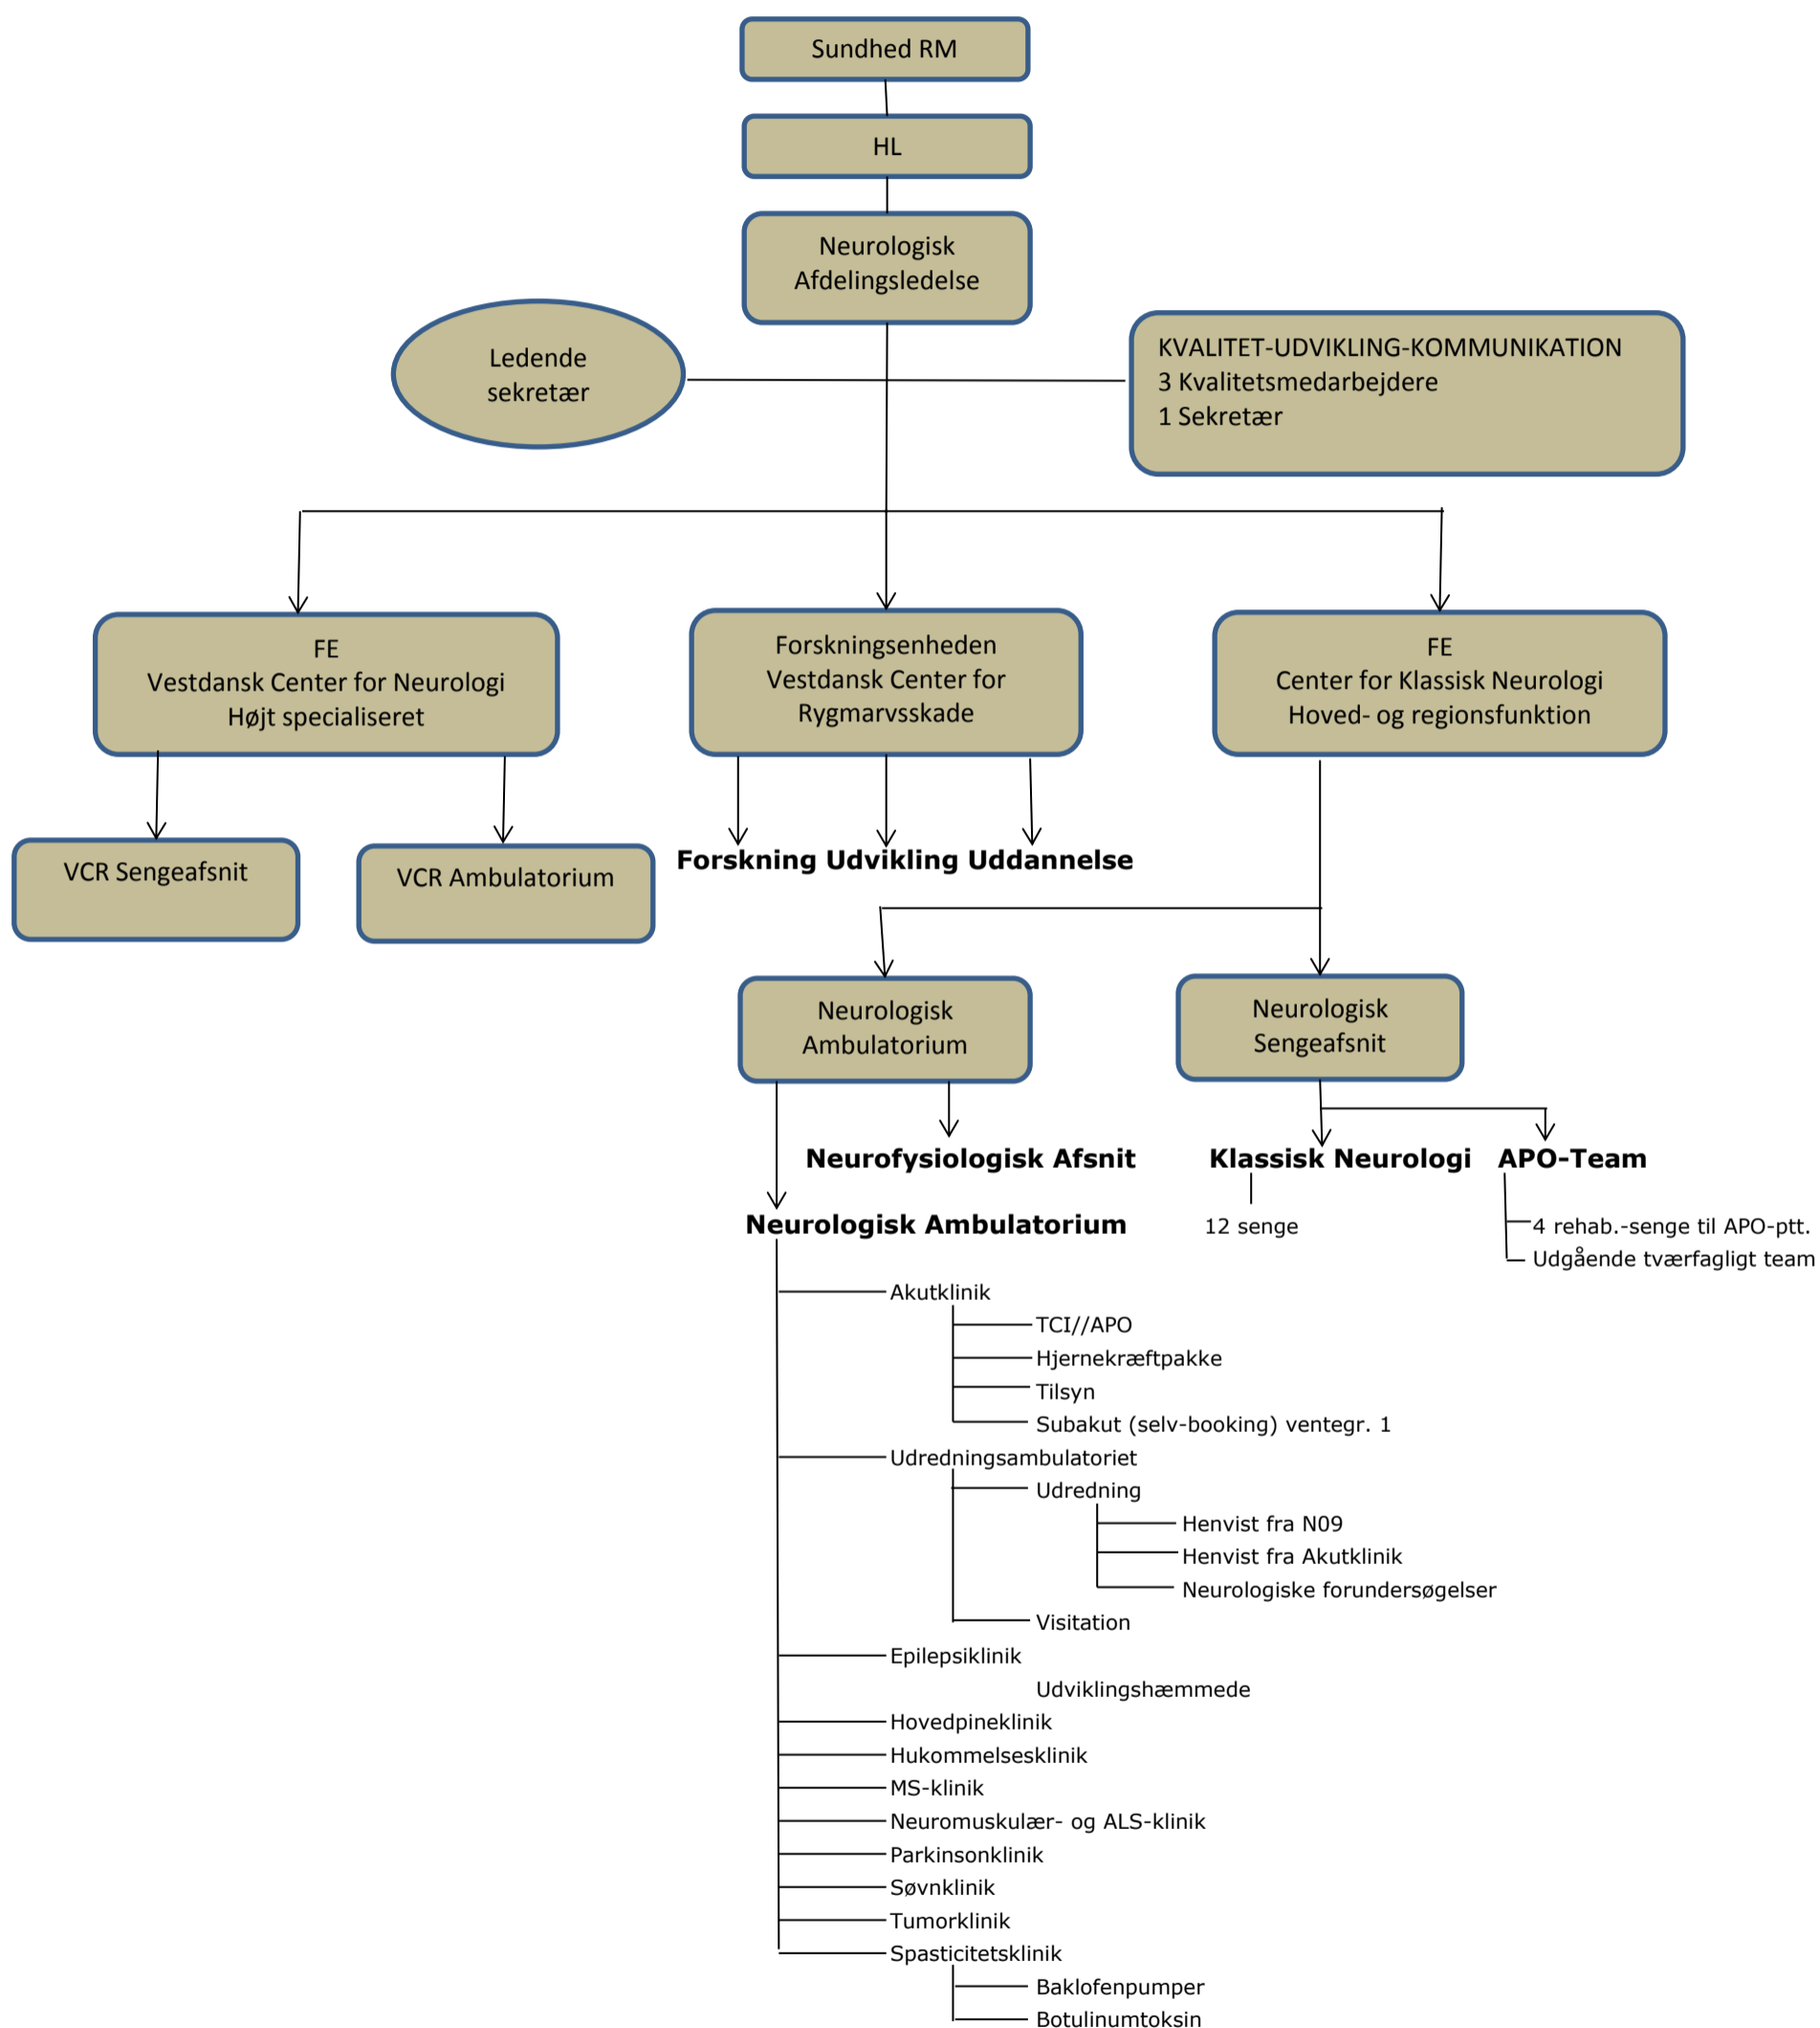 Sundhed RM
HL
Neurologisk
Afdelingsledelse
Ledende
sekretær
KVALITET-UDVIKLING-KOMMUNIKATION
3 Kvalitetsmedarbejdere
1 Sekretær
FE
Vestdansk Center for Neurologi
Højt specialiseret
Forskningsenheden
Vestdansk Center for
Rygmarvsskade
FE
Center for Klassisk Neurologi
Hoved- og regionsfunktion
VCR Sengeafsnit
VCR Ambulatorium
Forskning Udvikling Uddannelse
Neurologisk
Ambulatorium
Neurologisk
Sengeafsnit
Neurofysiologisk Afsnit
Klassisk Neurologi
APO-Team
Neurologisk Ambulatorium
12 senge
4 rehab.-senge til APO-ptt.
Udgående tværfagligt team
Akutklinik
TCI//APO
Hjernekræftpakke
Tilsyn
Subakut (selv-booking) ventegr. 1
Udredningsambulatoriet
Udredning
Henvist fra N09
Henvist fra Akutklinik
Neurologiske forundersøgelser
Visitation
Epilepsiklinik
Udviklingshæmmede
Hovedpineklinik
Hukommelsesklinik
MS-klinik
Neuromuskulær- og ALS-klinik
Parkinsonklinik
Søvnklinik
Tumorklinik
Spasticitetsklinik
Baklofenpumper
Botulinumtoksin